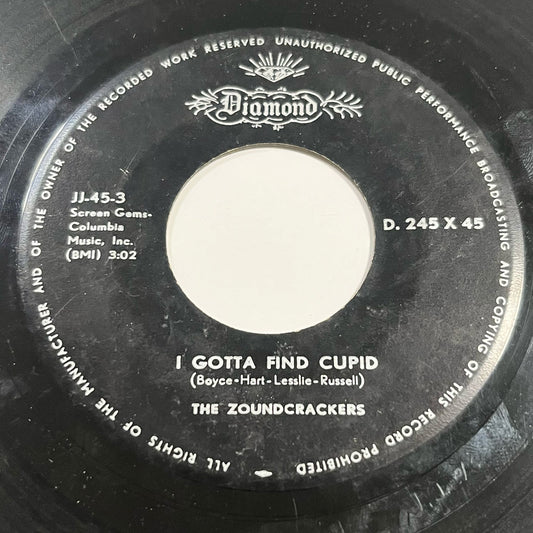 ALL RIGHTS OF THE MANUFACTURER AND OF THE OWNER OF THE RECORDED WORK RESERVED UNAUTHORIZED PUBLIC PERFORMANCE BROADCASTING AND COPYING OF THIS RECORD PROHIBITED
Diamond
JJ-45-3
Screen Gems-
Columbia
Music, Inc.
(BMI) 3:02
D. 245 X 45
I GOTTA FIND CUPID
(Boyce-Hart-Lesslie-Russell)
THE ZOUNDCRACKERS